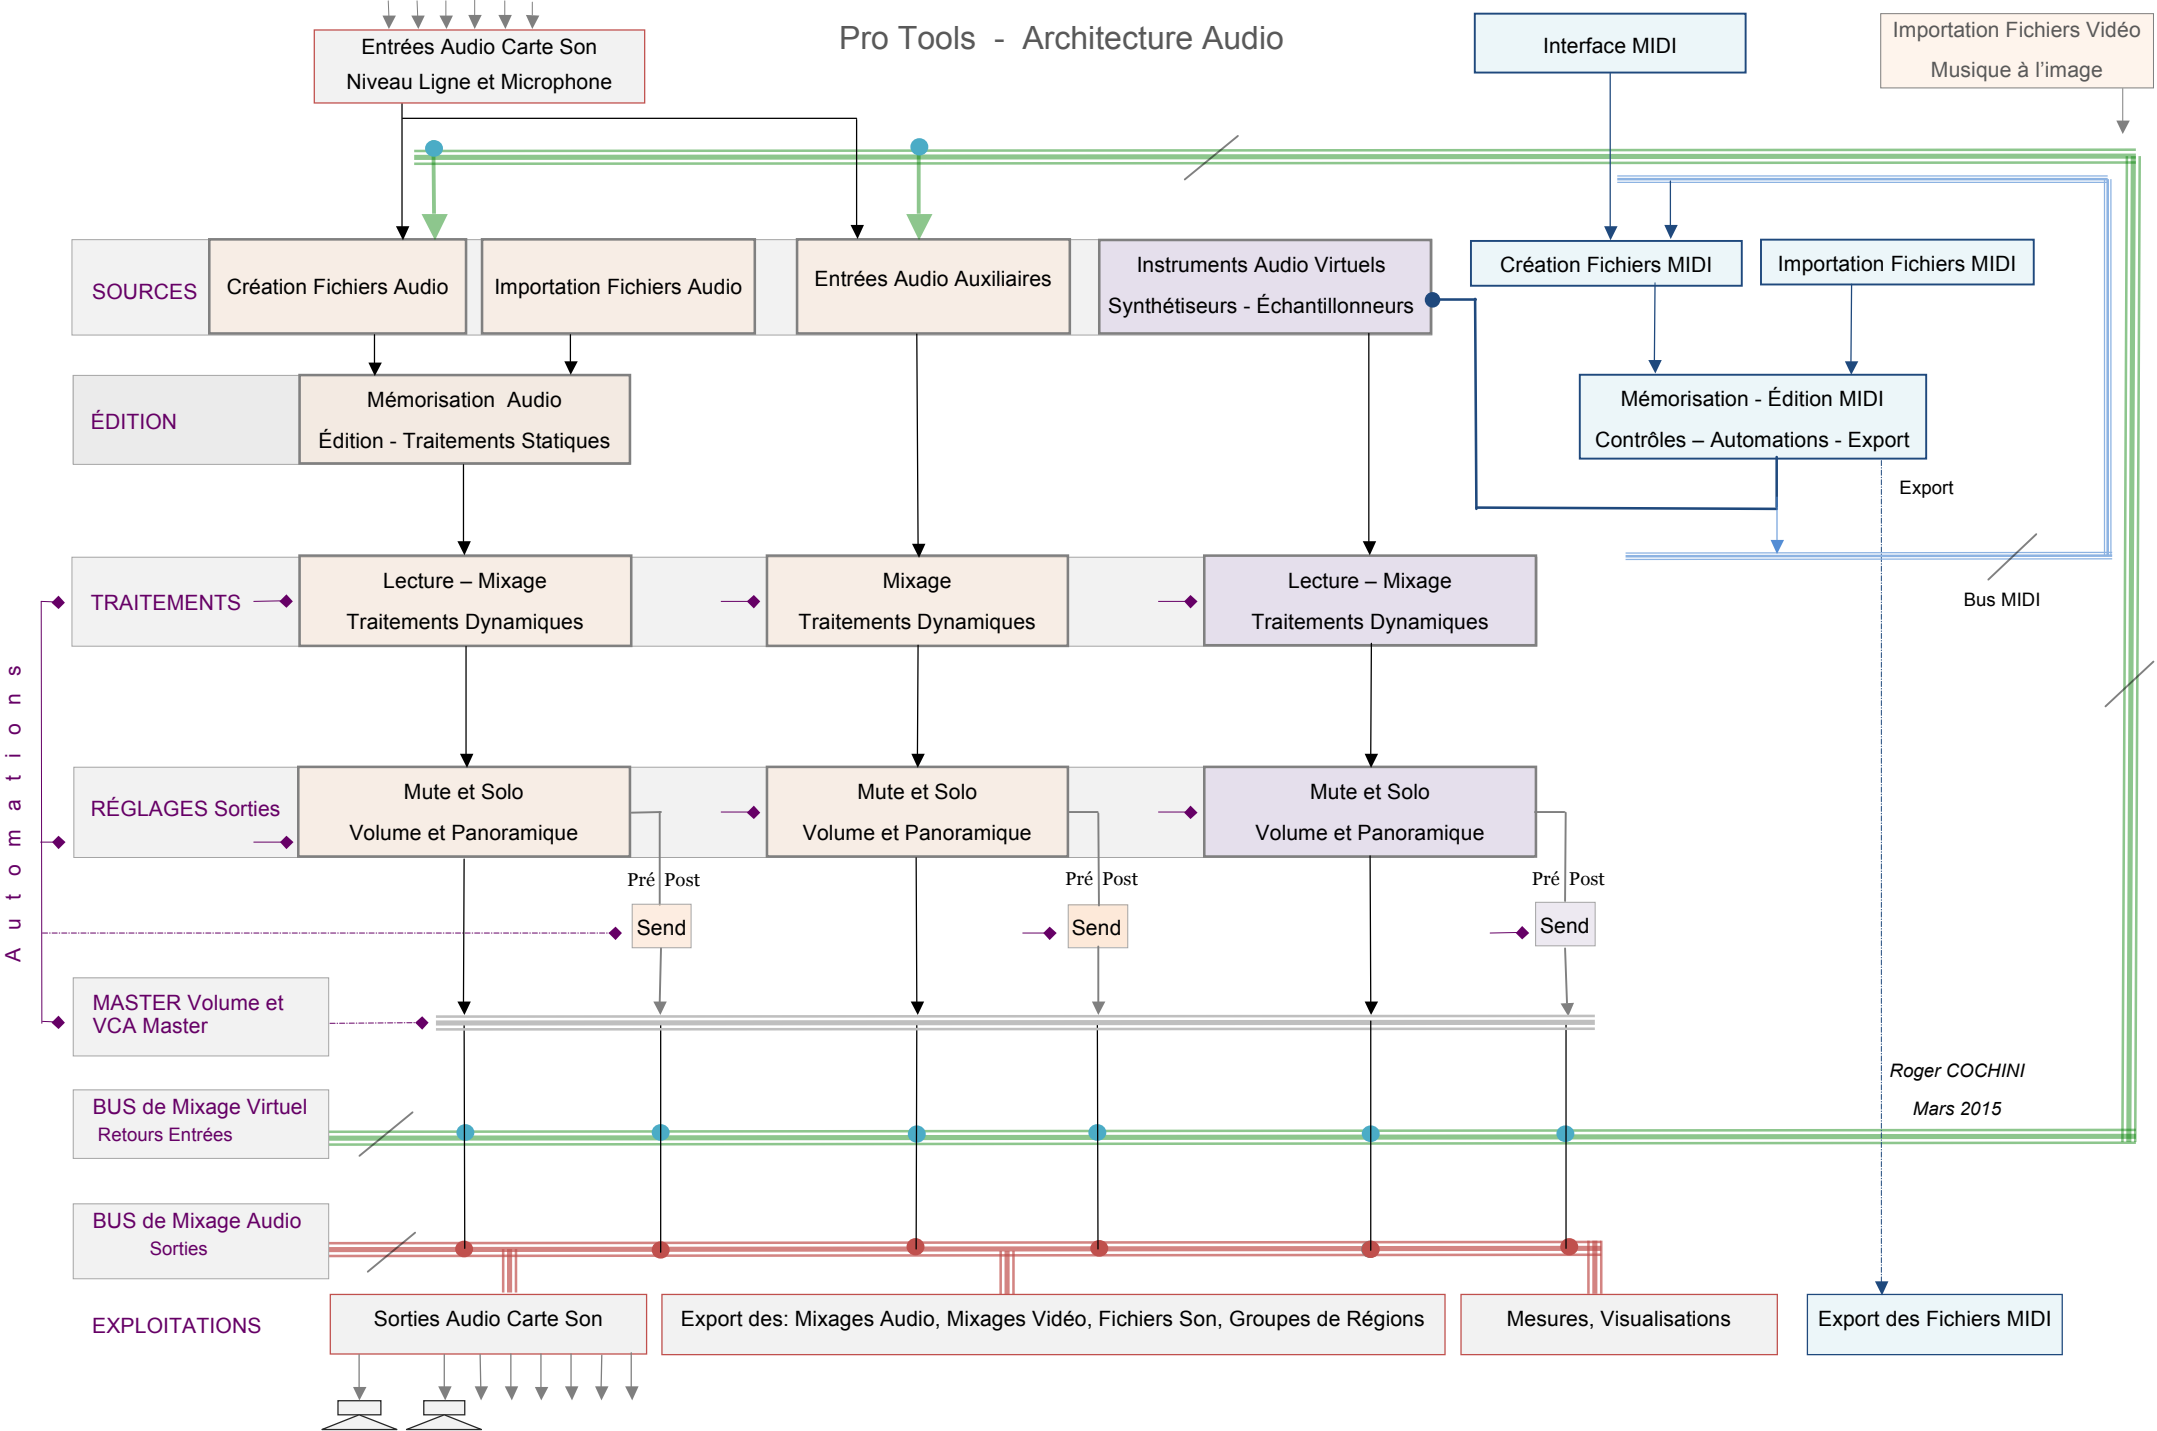 Pro Tools - Architecture Audio
Entrées Audio Carte Son
Niveau Ligne et Microphone
Interface MIDI
Importation Fichiers Vidéo
Musique à l'image
SOURCES
Création Fichiers Audio
Importation Fichiers Audio
Entrées Audio Auxiliaires
Instruments Audio Virtuels
Synthétiseurs - Échantillonneurs
Création Fichiers MIDI
Importation Fichiers MIDI
ÉDITION
Mémorisation Audio
Édition - Traitements Statiques
Mémorisation - Édition MIDI
Contrôles – Automations - Export
Export
Bus MIDI
Automations
TRAITEMENTS
Lecture – Mixage
Traitements Dynamiques
Mixage
Traitements Dynamiques
Lecture – Mixage
Traitements Dynamiques
RÉGLAGES Sorties
Mute et Solo
Volume et Panoramique
Mute et Solo
Volume et Panoramique
Mute et Solo
Volume et Panoramique
Pré Post
Pré Post
Pré Post
Send
Send
Send
MASTER Volume et
VCA Master
Roger COCHINI
Mars 2015
BUS de Mixage Virtuel
Retours Entrées
BUS de Mixage Audio
Sorties
EXPLOITATIONS
Sorties Audio Carte Son
Export des: Mixages Audio, Mixages Vidéo, Fichiers Son, Groupes de Régions
Mesures, Visualisations
Export des Fichiers MIDI